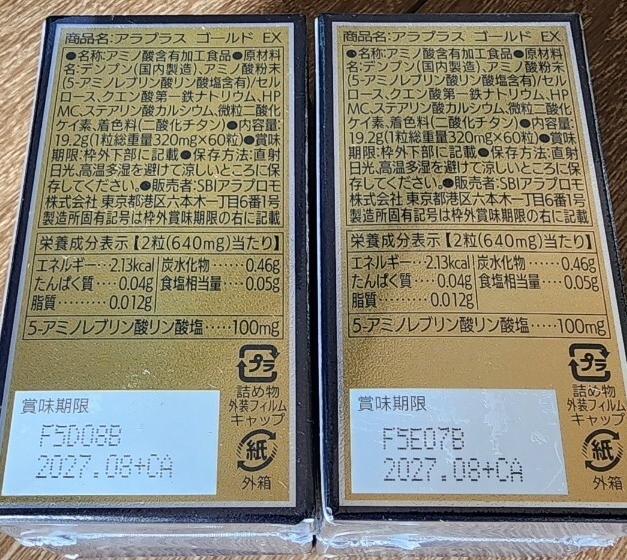 商品名:アラプラス ゴールド EX
●名称:アミノ酸含有加工食品●原材料
名:デンプン(国内製造)、アミノ酸粉末
(5-アミノレブリン酸リン酸塩含有)/セル
ロース、クエン酸第一鉄ナトリウム、HP
MC、ステアリン酸カルシウム、微粒二酸化
ケイ素、着色料(二酸化チタン)●内容量:
19.2g(1粒総重量320mg×60粒)●賞味
期限:枠外下部に記載●保存方法:直射
日光、高温多湿を避けて涼しいところに保
存してください。●販売者:SBIアラプロモ
株式会社 東京都港区六本木一丁目6番1号
製造所固有記号は枠外賞味期限の右に記載
栄養成分表示【2粒(640mg)当たり】
エネルギー…2.13kcal 炭水化物………0.46g
たんぱく質………0.04g 食塩相当量……0.05g
脂質……………0.012g
5-アミノレブリン酸リン酸塩……100mg
プラ
詰め物
外装フィルム
キャップ
紙
外箱
賞味期限
F5D08B
2027.08+CA
商品名:アラプラス ゴールド EX
●名称:アミノ酸含有加工食品●原材料
名:デンプン(国内製造)、アミノ酸粉末
(5-アミノレブリン酸リン酸塩含有)/セル
ロース、クエン酸第一鉄ナトリウム、HP
MC、ステアリン酸カルシウム、微粒二酸化
ケイ素、着色料(二酸化チタン)●内容量:
19.2g(1粒総重量320mg×60粒)●賞味
期限:枠外下部に記載●保存方法:直射
日光、高温多湿を避けて涼しいところに保
存してください。●販売者:SBIアラプロモ
株式会社 東京都港区六本木一丁目6番1号
製造所固有記号は枠外賞味期限の右に記載
栄養成分表示【2粒(640mg)当たり】
エネルギー…2.13kcal 炭水化物………0.46g
たんぱく質………0.04g 食塩相当量……0.05g
脂質……………0.012g
5-アミノレブリン酸リン酸塩……100mg
プラ
詰め物
外装フィルム
キャップ
紙
外箱
賞味期限
F5E07B
2027.08+CA